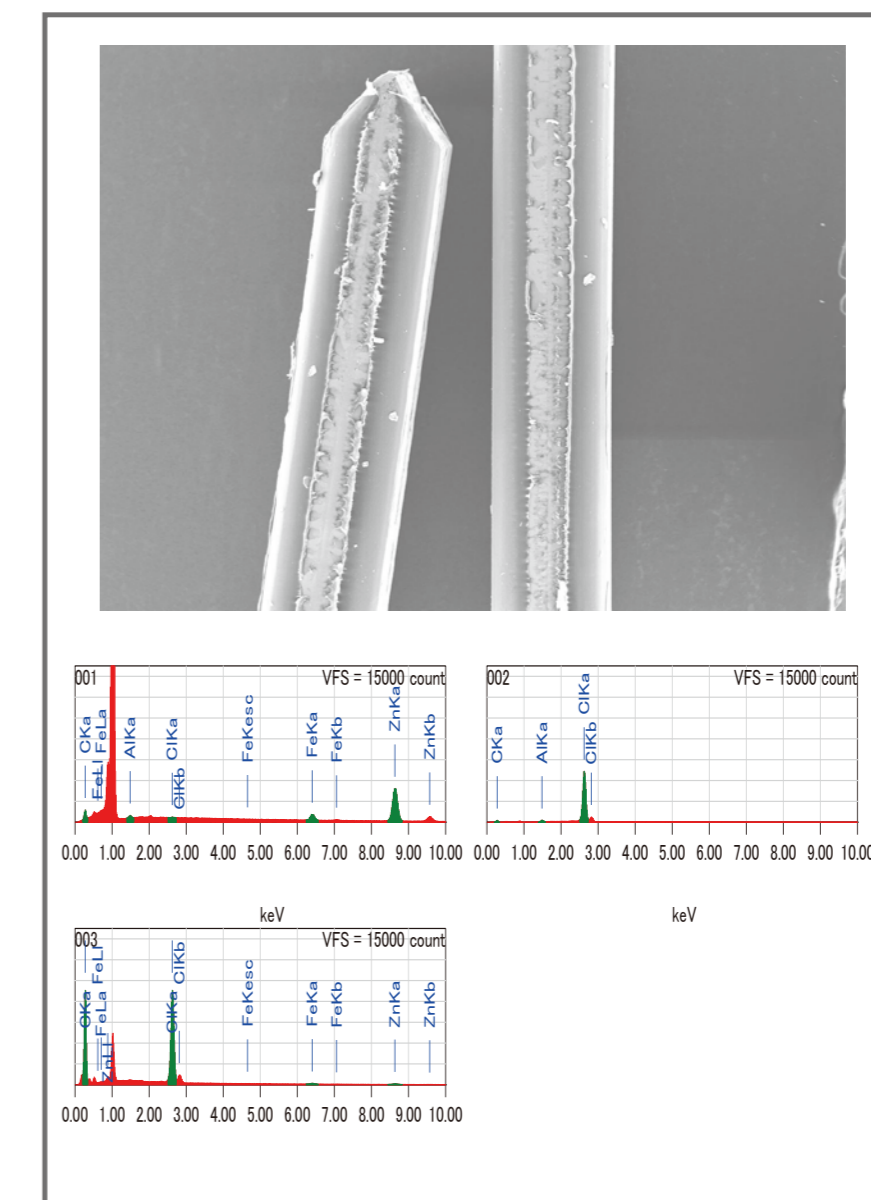 001
VFS = 15000 count
CKa
FeLl
FeLa
AlKa
ClKa
ClKb
FeKesc
FeKa
FeKb
ZnKa
ZnKb
0.00 1.00 2.00 3.00 4.00 5.00 6.00 7.00 8.00 9.00 10.00
keV
002
VFS = 15000 count
CKa
AlKa
ClKa
ClKb
0.00 1.00 2.00 3.00 4.00 5.00 6.00 7.00 8.00 9.00 10.00
keV
003
VFS = 15000 count
CKa
FeLl
FeLa
ZnLl
ClKa
ClKb
FeKesc
FeKa
FeKb
ZnKa
ZnKb
0.00 1.00 2.00 3.00 4.00 5.00 6.00 7.00 8.00 9.00 10.00